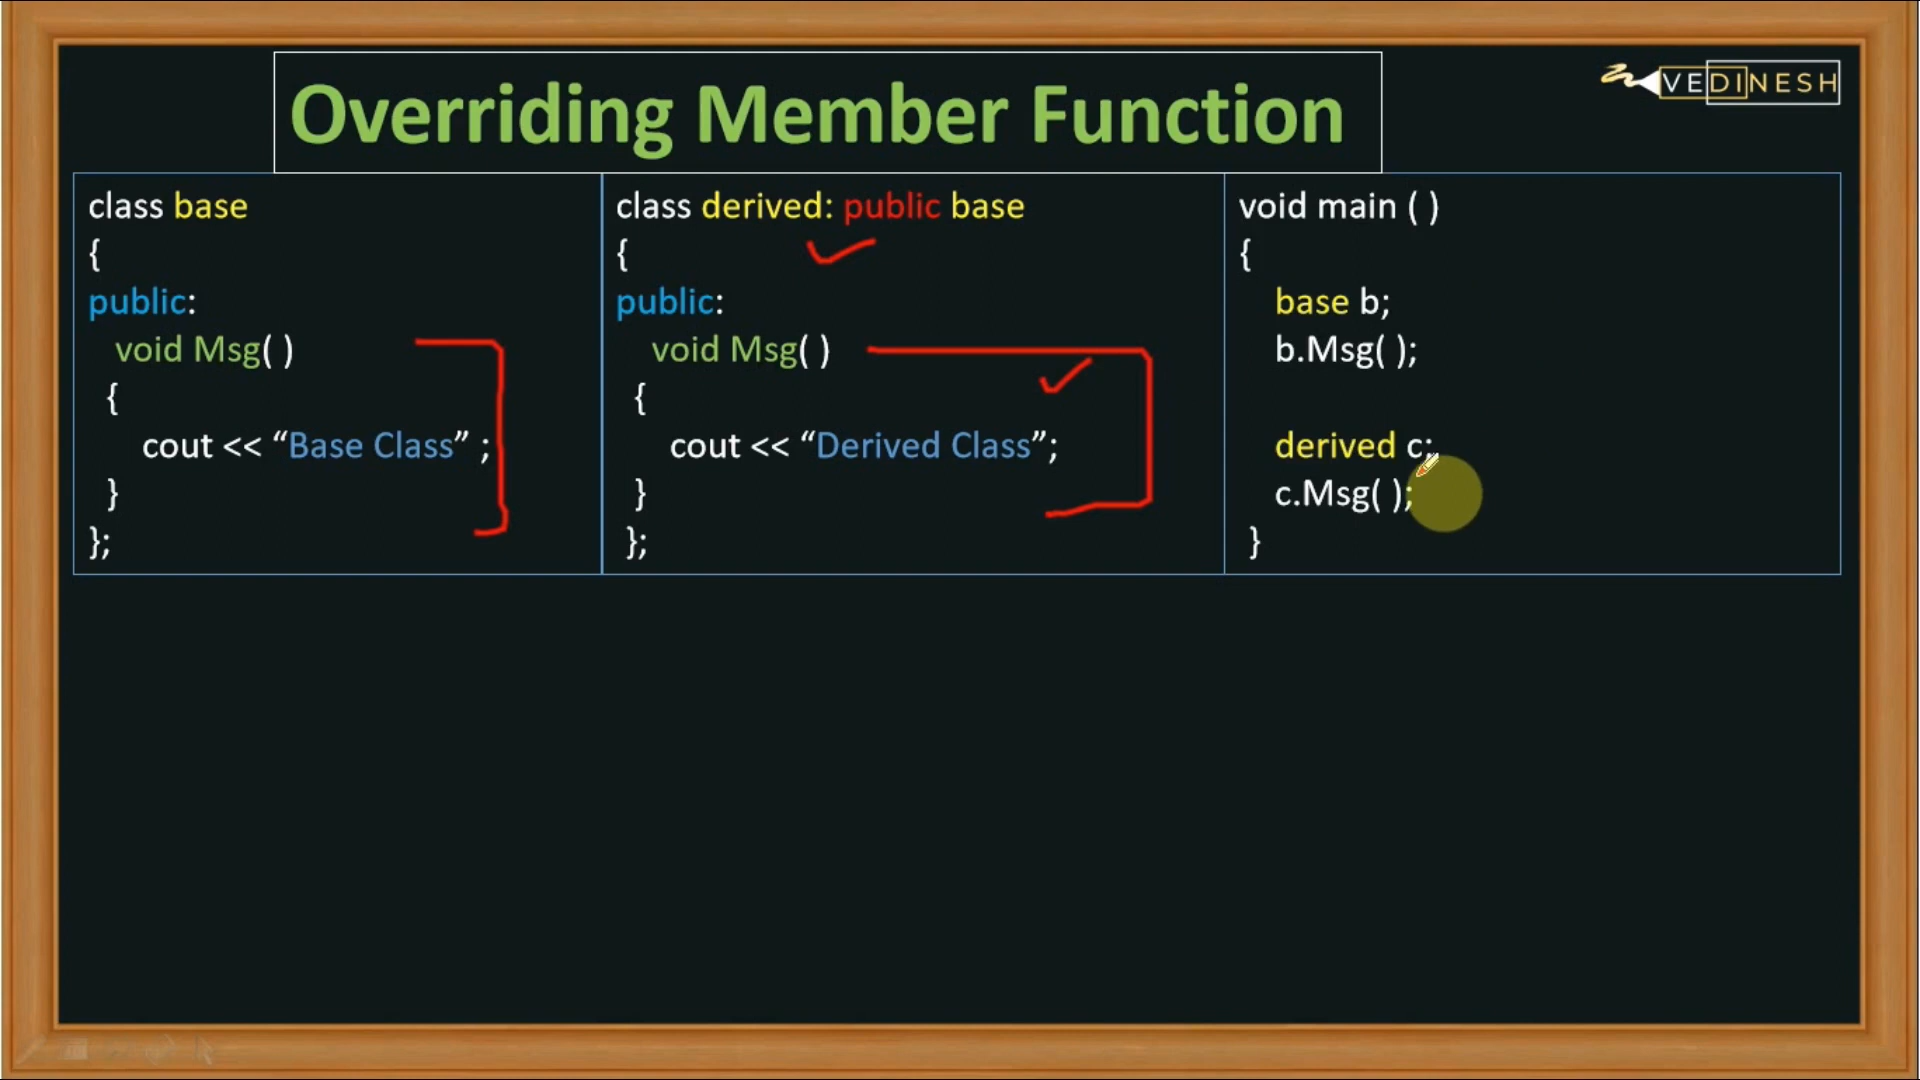 Overriding Member Function
VEDINESH
class base
{
public:
void Msg( )
{
cout << “Base Class” ;
}
};
class derived: public base
{
public:
void Msg( )
{
cout << “Derived Class”;
}
};
void main ( )
{
base b;
b.Msg( );
derived c;
c.Msg( );
}